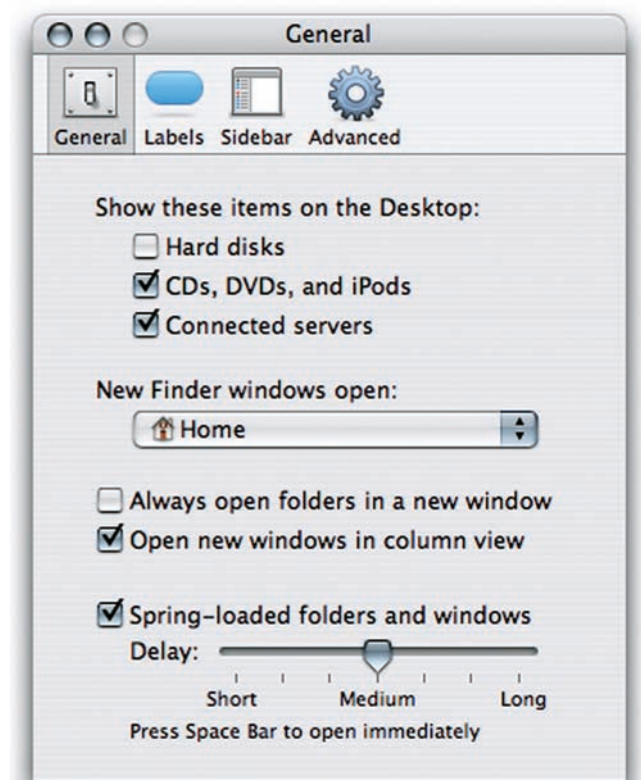 General
General Labels Sidebar Advanced
Show these items on the Desktop:
Hard disks
CDs, DVDs, and iPods
Connected servers
New Finder windows open:
Home
Always open folders in a new window
Open new windows in column view
Spring-loaded folders and windows
Delay:
Short Medium Long
Press Space Bar to open immediately